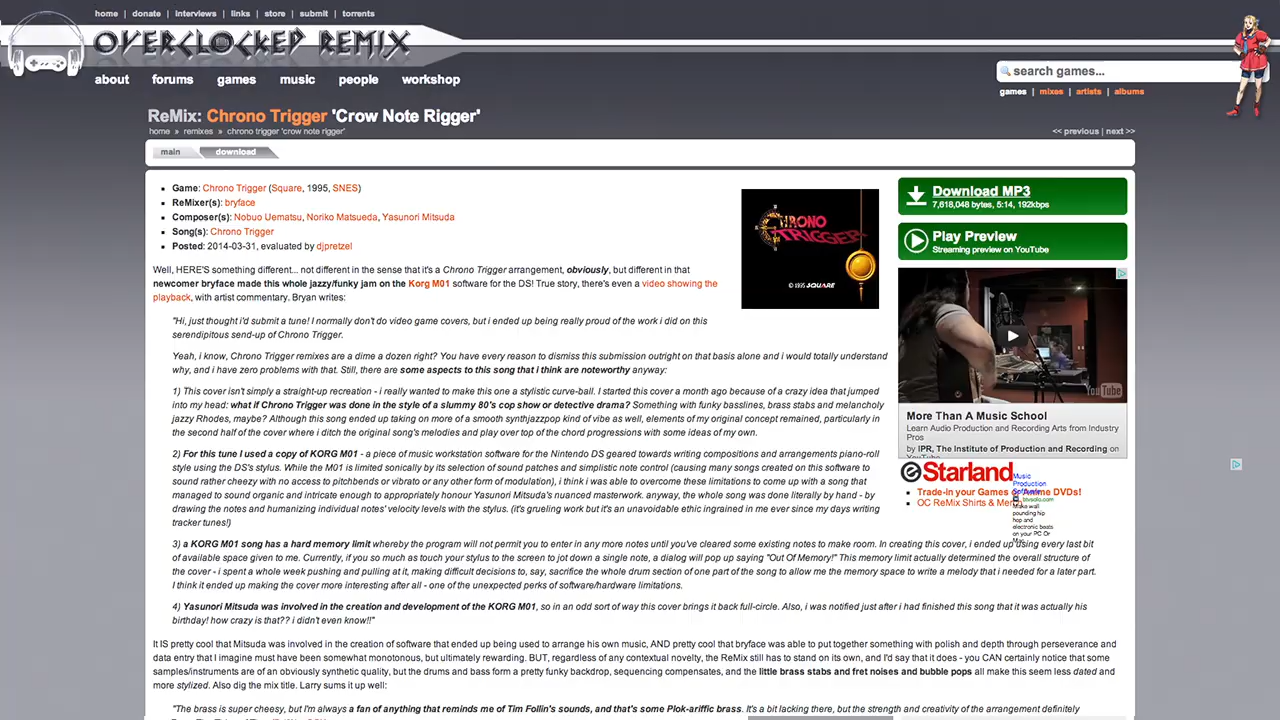 home | donate | interviews | links | store | submit | torrents
OVERCLOCKED REMIX
about forums games music people workshop
search games...
games | mixes | artists | albums
ReMix: Chrono Trigger 'Crow Note Rigger'
home » remixes » chrono trigger 'crow note rigger'
<< previous | next >>
main download
Game: Chrono Trigger (Square, 1995, SNES)
ReMixer(s): bryface
Composer(s): Nobuo Uematsu, Noriko Matsueda, Yasunori Mitsuda
Song(s): Chrono Trigger
Posted: 2014-03-31, evaluated by djpretzel
CHRONO
TRIGGER
© 1995 SQUARE
Download MP3
7,618,048 bytes, 5:14, 192kbps
Play Preview
Streaming preview on YouTube
Well, HERE'S something different... not different in the sense that it's a Chrono Trigger arrangement, obviously, but different in that
newcomer bryface made this whole jazzy/funky jam on the Korg M01 software for the DS! True story, there's even a video showing the
playback, with artist commentary. Bryan writes:
"Hi, just thought i'd submit a tune! I normally don't do video game covers, but i ended up being really proud of the work i did on this
serendipitous send-up of Chrono Trigger.
Yeah, i know, Chrono Trigger remixes are a dime a dozen right? You have every reason to dismiss this submission outright on that basis alone and i would totally understand
why, and i have zero problems with that. Still, there are some aspects to this song that i think are noteworthy anyway:
1) This cover isn't simply a straight-up recreation - i really wanted to make this one a stylistic curve-ball. I started this cover a month ago because of a crazy idea that jumped
into my head: what if Chrono Trigger was done in the style of a slummy 80's cop show or detective drama? Something with funky basslines, brass stabs and melancholy
jazzy Rhodes, maybe? Although this song ended up taking on more of a smooth synthjazzpop kind of vibe as well, elements of my original concept remained, particularly in
the second half of the cover where i ditch the original song's melodies and play over top of the chord progressions with some ideas of my own.
2) For this tune I used a copy of KORG M01 - a piece of music workstation software for the Nintendo DS geared towards writing compositions and arrangements piano-roll
style using the DS's stylus. While the M01 is limited sonically by its selection of sound patches and simplistic note control (causing many songs created on this software to
sound rather cheezy with no access to pitchbends or vibrato or any other form of modulation), i think i was able to overcome these limitations to come up with a song that
managed to sound organic and intricate enough to appropriately honour Yasunori Mitsuda's nuanced masterwork. anyway, the whole song was done literally by hand - by
drawing the notes and humanizing individual notes' velocity levels with the stylus. (it's grueling work but it's an unavoidable ethic ingrained in me ever since my days writing
tracker tunes!)
YouTube
More Than A Music School
Learn Audio Production and Recording Arts from Industry
Pros
by IPR, The Institute of Production and Recording on
YouTube
Starland
Trade-in your Games or Anime DVDs!
OC ReMix Shirts & Mer
Music
Production
btvsolo.com
Make wall
pounding hip
hop and
electronic beats
on your PC Or
3) a KORG M01 song has a hard memory limit whereby the program will not permit you to enter in any more notes until you've cleared some existing notes to make room. In creating this cover, i ended up using every last bit
of available space given to me. Currently, if you so much as touch your stylus to the screen to jot down a single note, a dialog will pop up saying "Out Of Memory!" This memory limit actually determined the overall structure of
the cover - i spent a whole week pushing and pulling at it, making difficult decisions to, say, sacrifice the whole drum section of one part of the song to allow me the memory space to write a melody that i needed for a later part.
I think it ended up making the cover more interesting after all - one of the unexpected perks of software/hardware limitations.
4) Yasunori Mitsuda was involved in the creation and development of the KORG M01, so in an odd sort of way this cover brings it back full-circle. Also, i was notified just after i had finished this song that it was actually his
birthday! how crazy is that?? i didn't even know!!"
It IS pretty cool that Mitsuda was involved in the creation of software that ended up being used to arrange his own music, AND pretty cool that bryface was able to put together something with polish and depth through perseverance and
data entry that I imagine must have been somewhat monotonous, but ultimately rewarding. BUT, regardless of any contextual novelty, the ReMix still has to stand on its own, and I'd say that it does - you CAN certainly notice that some
samples/instruments are of an obviously synthetic quality, but the drums and bass form a pretty funky backdrop, sequencing compensates, and the little brass stabs and fret noises and bubble pops all make this seem less dated and
more stylized. Also dig the mix title. Larry sums it up well:
"The brass is super cheesy, but I'm always a fan of anything that reminds me of Tim Follin's sounds, and that's some Plok-ariffic brass. It's a bit lacking there, but the strength and creativity of the arrangement definitely